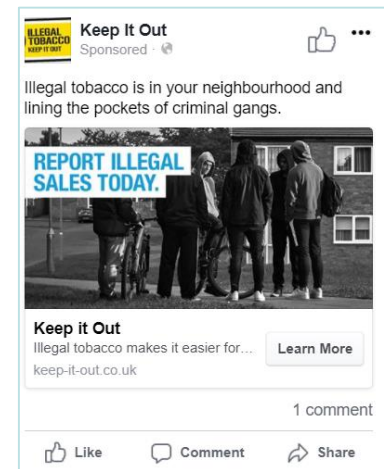 ILLEGAL
TOBACCO
KEEP IT OUT
Keep It Out
Sponsored ·
Illegal tobacco is in your neighbourhood and
lining the pockets of criminal gangs.
REPORT ILLEGAL
SALES TODAY.
Keep it Out
Illegal tobacco makes it easier for...
keep-it-out.co.uk
Learn More
1 comment
Like Comment Share